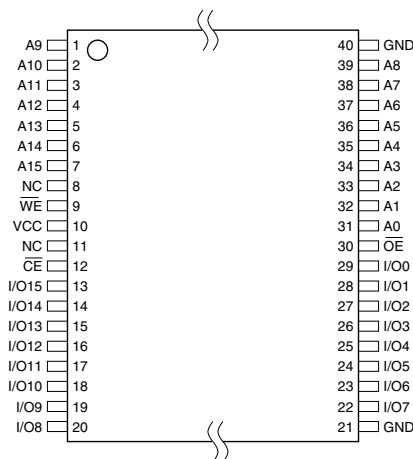 A9 1 40 GND
A10 2 39 A8
A11 3 38 A7
A12 4 37 A6
A13 5 36 A5
A14 6 35 A4
A15 7 34 A3
NC 8 33 A2
W̅E̅ 9 32 A1
VCC 10 31 A0
NC 11 30 O̅E̅
C̅E̅ 12 29 I/O0
I/O15 13 28 I/O1
I/O14 14 27 I/O2
I/O13 15 26 I/O3
I/O12 16 25 I/O4
I/O11 17 24 I/O5
I/O10 18 23 I/O6
I/O9 19 22 I/O7
I/O8 20 21 GND